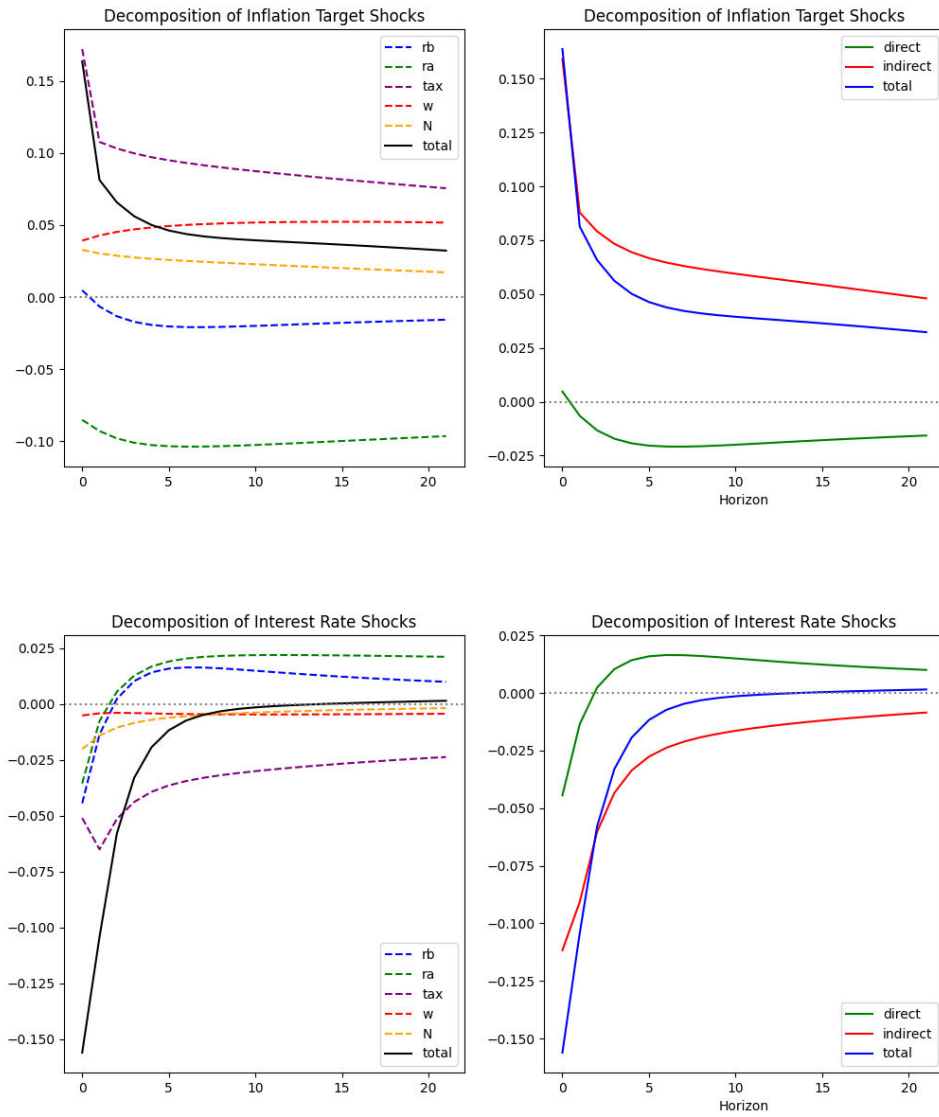 Decomposition of Inflation Target Shocks
rb
ra
tax
w
N
total
0.15
0.10
0.05
0.00
−0.05
−0.10
0
5
10
15
20
Decomposition of Inflation Target Shocks
direct
indirect
total
0.150
0.125
0.100
0.075
0.050
0.025
0.000
−0.025
0
5
10
15
20
Horizon
Decomposition of Interest Rate Shocks
0.025
0.000
−0.025
−0.050
−0.075
−0.100
−0.125
−0.150
rb
ra
tax
w
N
total
0
5
10
15
20
Decomposition of Interest Rate Shocks
0.025
0.000
−0.025
−0.050
−0.075
−0.100
−0.125
−0.150
direct
indirect
total
0
5
10
15
20
Horizon